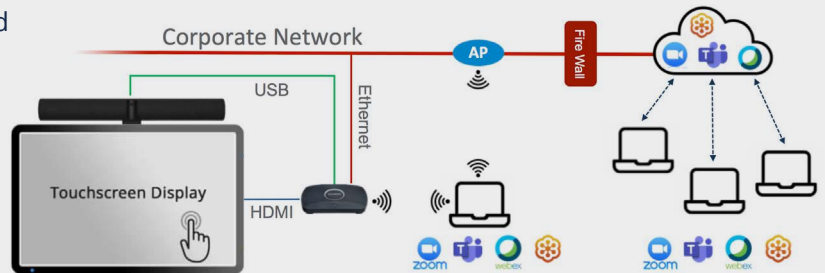 d
Corporate Network
AP
Fire Wall
USB
Ethernet
Touchscreen Display
HDMI
zoom
webex
zoom
webex